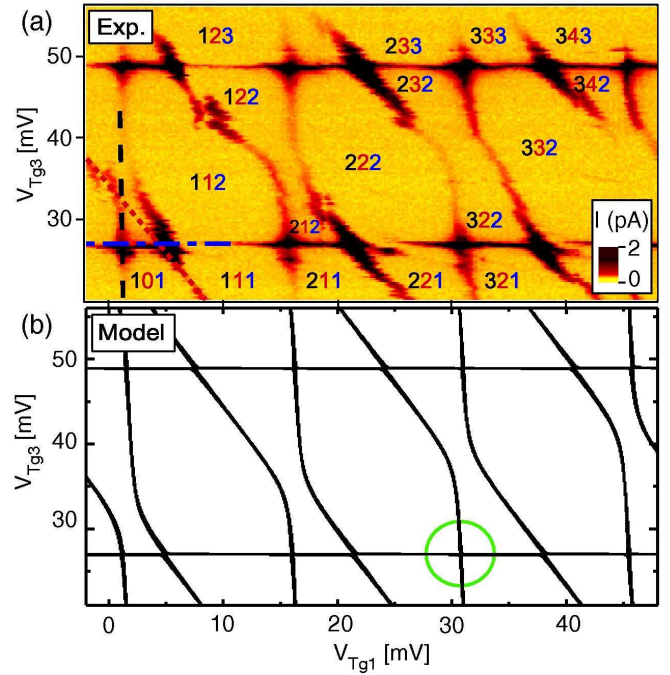 (a) Exp.
123 233 333 343
122 232 342
112 222 332
212 322
101 111 211 221 321
I (pA)
2
0
50
40
30
V_Tg3 [mV]
(b) Model
50
40
30
V_Tg3 [mV]
0 10 20 30 40
V_Tg1 [mV]